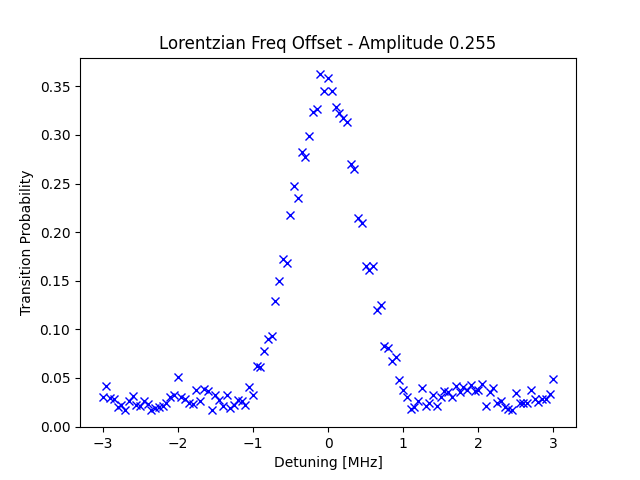 Lorentzian Freq Offset - Amplitude 0.255
Transition Probability
0.35
0.30
0.25
0.20
0.15
0.10
0.05
0.00
−3 −2 −1 0 1 2 3
Detuning [MHz]